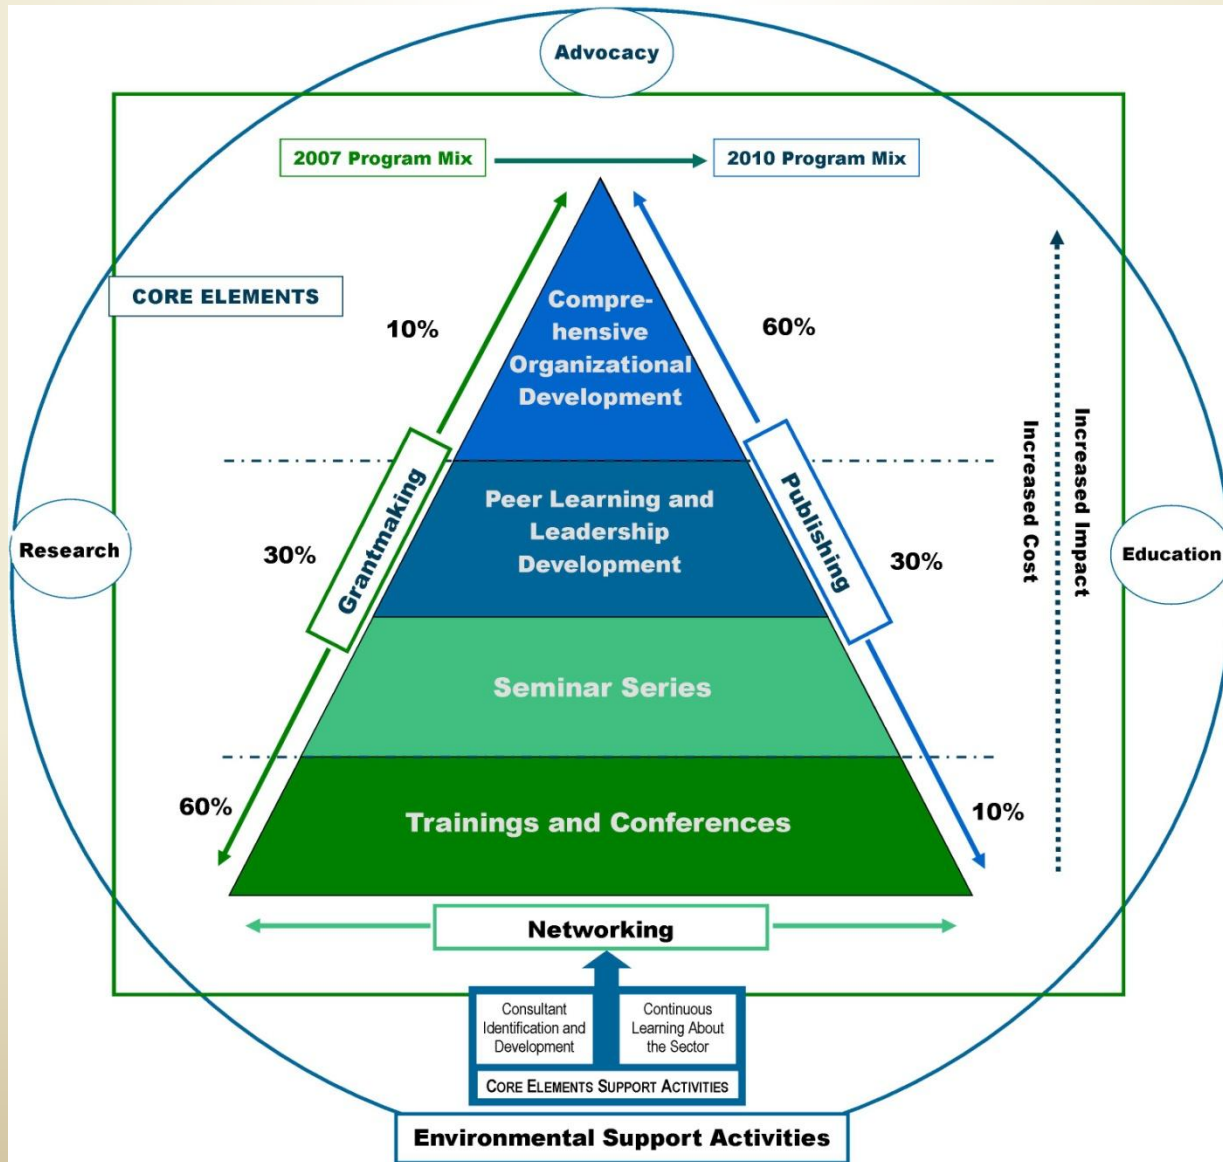 Advocacy
2007 Program Mix
2010 Program Mix
CORE ELEMENTS
10%
60%
Compre-
hensive
Organizational
Development
Grantmaking
Publishing
Increased Cost
Increased Impact
Research
Education
30%
30%
Peer Learning and
Leadership
Development
Seminar Series
60%
10%
Trainings and Conferences
Networking
Consultant
Identification and
Development
Continuous
Learning About
the Sector
CORE ELEMENTS SUPPORT ACTIVITIES
Environmental Support Activities